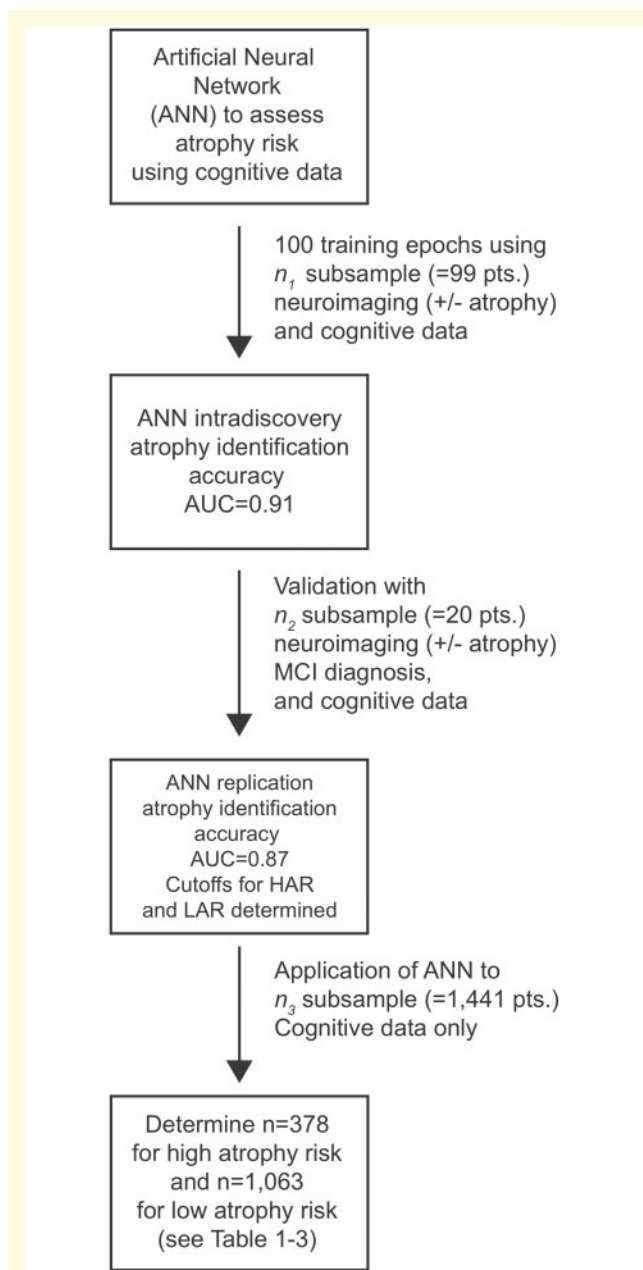 Artificial Neural
Network
(ANN) to assess
atrophy risk
using cognitive data
100 training epochs using
n1 subsample (=99 pts.)
neuroimaging (+/- atrophy)
and cognitive data
ANN intradiscovery
atrophy identification
accuracy
AUC=0.91
Validation with
n2 subsample (=20 pts.)
neuroimaging (+/- atrophy)
MCI diagnosis,
and cognitive data
ANN replication
atrophy identification
accuracy
AUC=0.87
Cutoffs for HAR
and LAR determined
Application of ANN to
n3 subsample (=1,441 pts.)
Cognitive data only
Determine n=378
for high atrophy risk
and n=1,063
for low atrophy risk
(see Table 1-3)